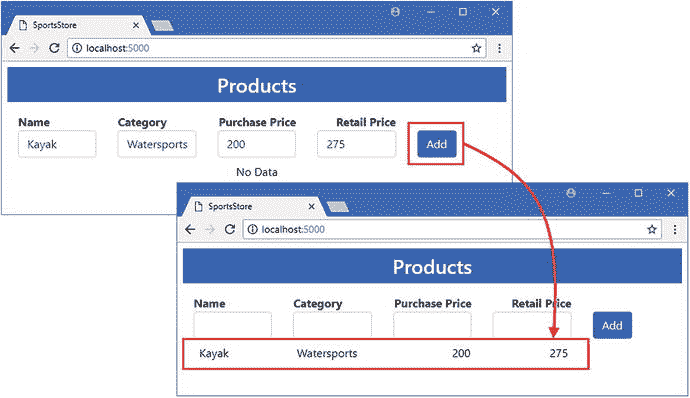 SportsStore
localhost:5000
Products
Name Category Purchase Price Retail Price
Kayak Watersports 200 275 Add
No Data
SportsStore
localhost:5000
Products
Name Category Purchase Price Retail Price
Add
Kayak Watersports 200 275